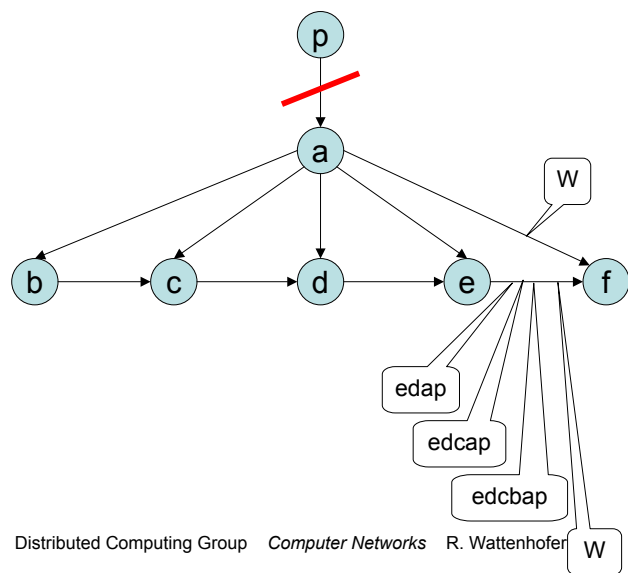 p
a
W
b c d e f
edap
edcap
edcbap
W
Distributed Computing Group Computer Networks R. Wattenhofer